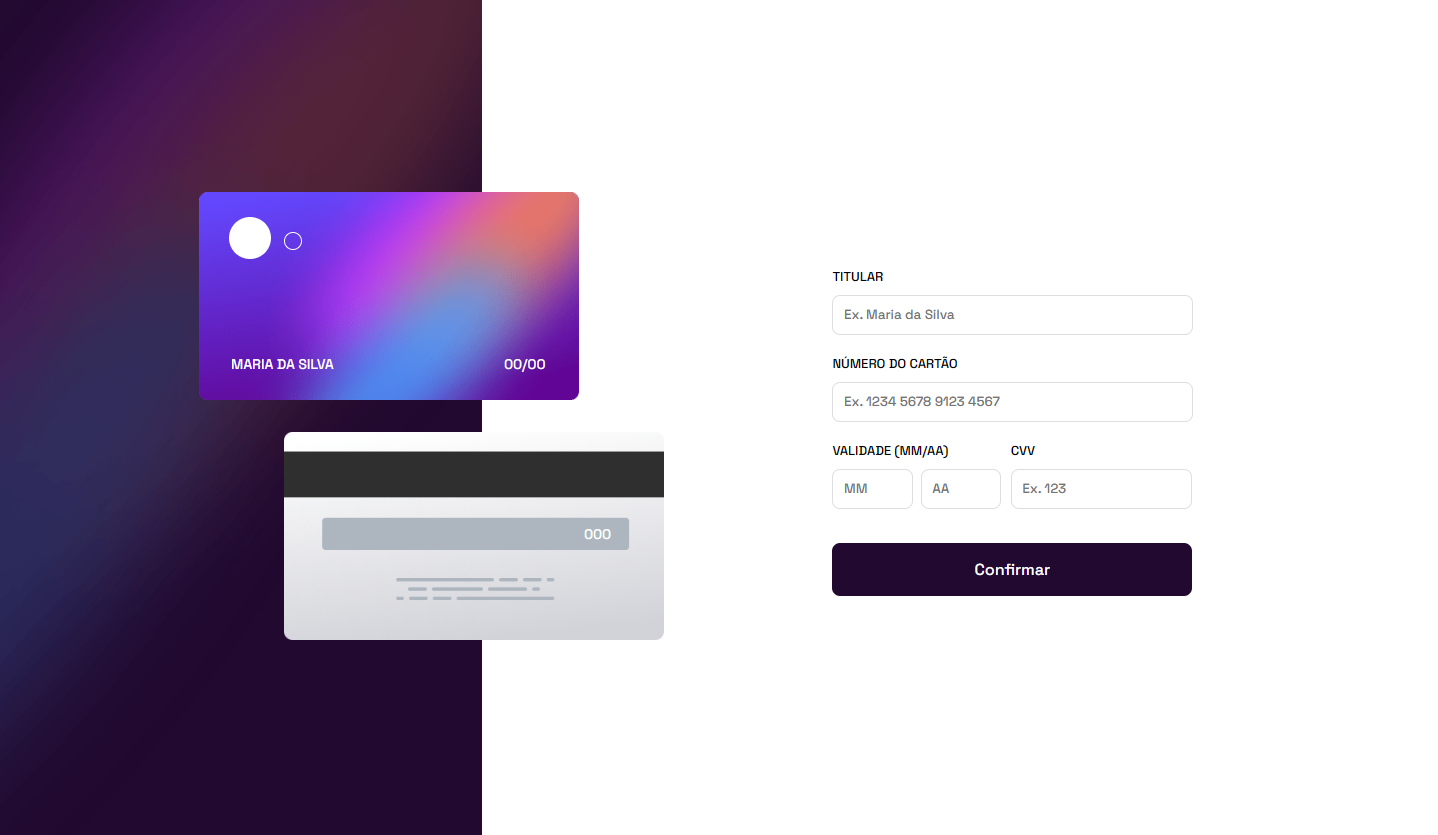 MARIA DA SILVA 00/00
000
TITULAR
Ex. Maria da Silva
NÚMERO DO CARTÃO
Ex. 1234 5678 9123 4567
VALIDADE (MM/AA) CVV
MM AA Ex. 123
Confirmar